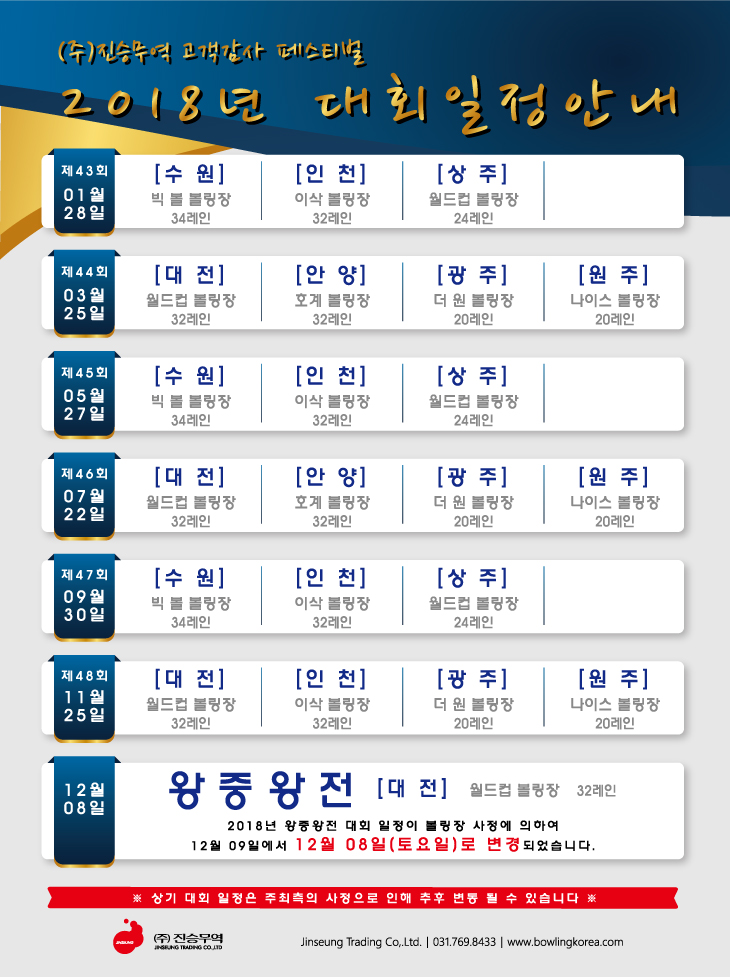 (주)진승무역 고객감사 페스티벌
2018년 대회일정안내
제43회
01월
28일
[수 원]
빅 볼 볼링장
34레인
[인 천]
이삭 볼링장
32레인
[상 주]
월드컵 볼링장
24레인
제44회
03월
25일
[대 전]
월드컵 볼링장
32레인
[안 양]
호계 볼링장
32레인
[광 주]
더 원 볼링장
20레인
[원 주]
나이스 볼링장
20레인
제45회
05월
27일
[수 원]
빅 볼 볼링장
34레인
[인 천]
이삭 볼링장
32레인
[상 주]
월드컵 볼링장
24레인
제46회
07월
22일
[대 전]
월드컵 볼링장
32레인
[안 양]
호계 볼링장
32레인
[광 주]
더 원 볼링장
20레인
[원 주]
나이스 볼링장
20레인
제47회
09월
30일
[수 원]
빅 볼 볼링장
34레인
[인 천]
이삭 볼링장
32레인
[상 주]
월드컵 볼링장
24레인
제48회
11월
25일
[대 전]
월드컵 볼링장
32레인
[인 천]
이삭 볼링장
32레인
[광 주]
더 원 볼링장
20레인
[원 주]
나이스 볼링장
20레인
12월
08일
왕중왕전 [대 전] 월드컵 볼링장 32레인
2018년 왕중왕전 대회 일정이 볼링장 사정에 의하여
12월 09일에서 12월 08일(토요일)로 변경되었습니다.
※ 상기 대회 일정은 주최측의 사정으로 인해 추후 변동 될 수 있습니다 ※
JINSEUNG
(주) 진승무역
JINSEUNG TRADING CO.,LTD
Jinseung Trading Co,.Ltd. | 031.769.8433 | www.bowlingkorea.com